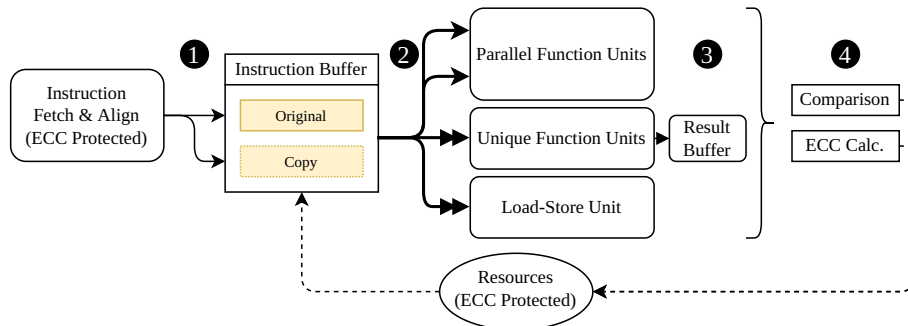 1
2
3
4
Instruction
Fetch & Align
(ECC Protected)
Instruction Buffer
Original
Copy
Parallel Function Units
Unique Function Units
Load-Store Unit
Result
Buffer
Comparison
ECC Calc.
Resources
(ECC Protected)